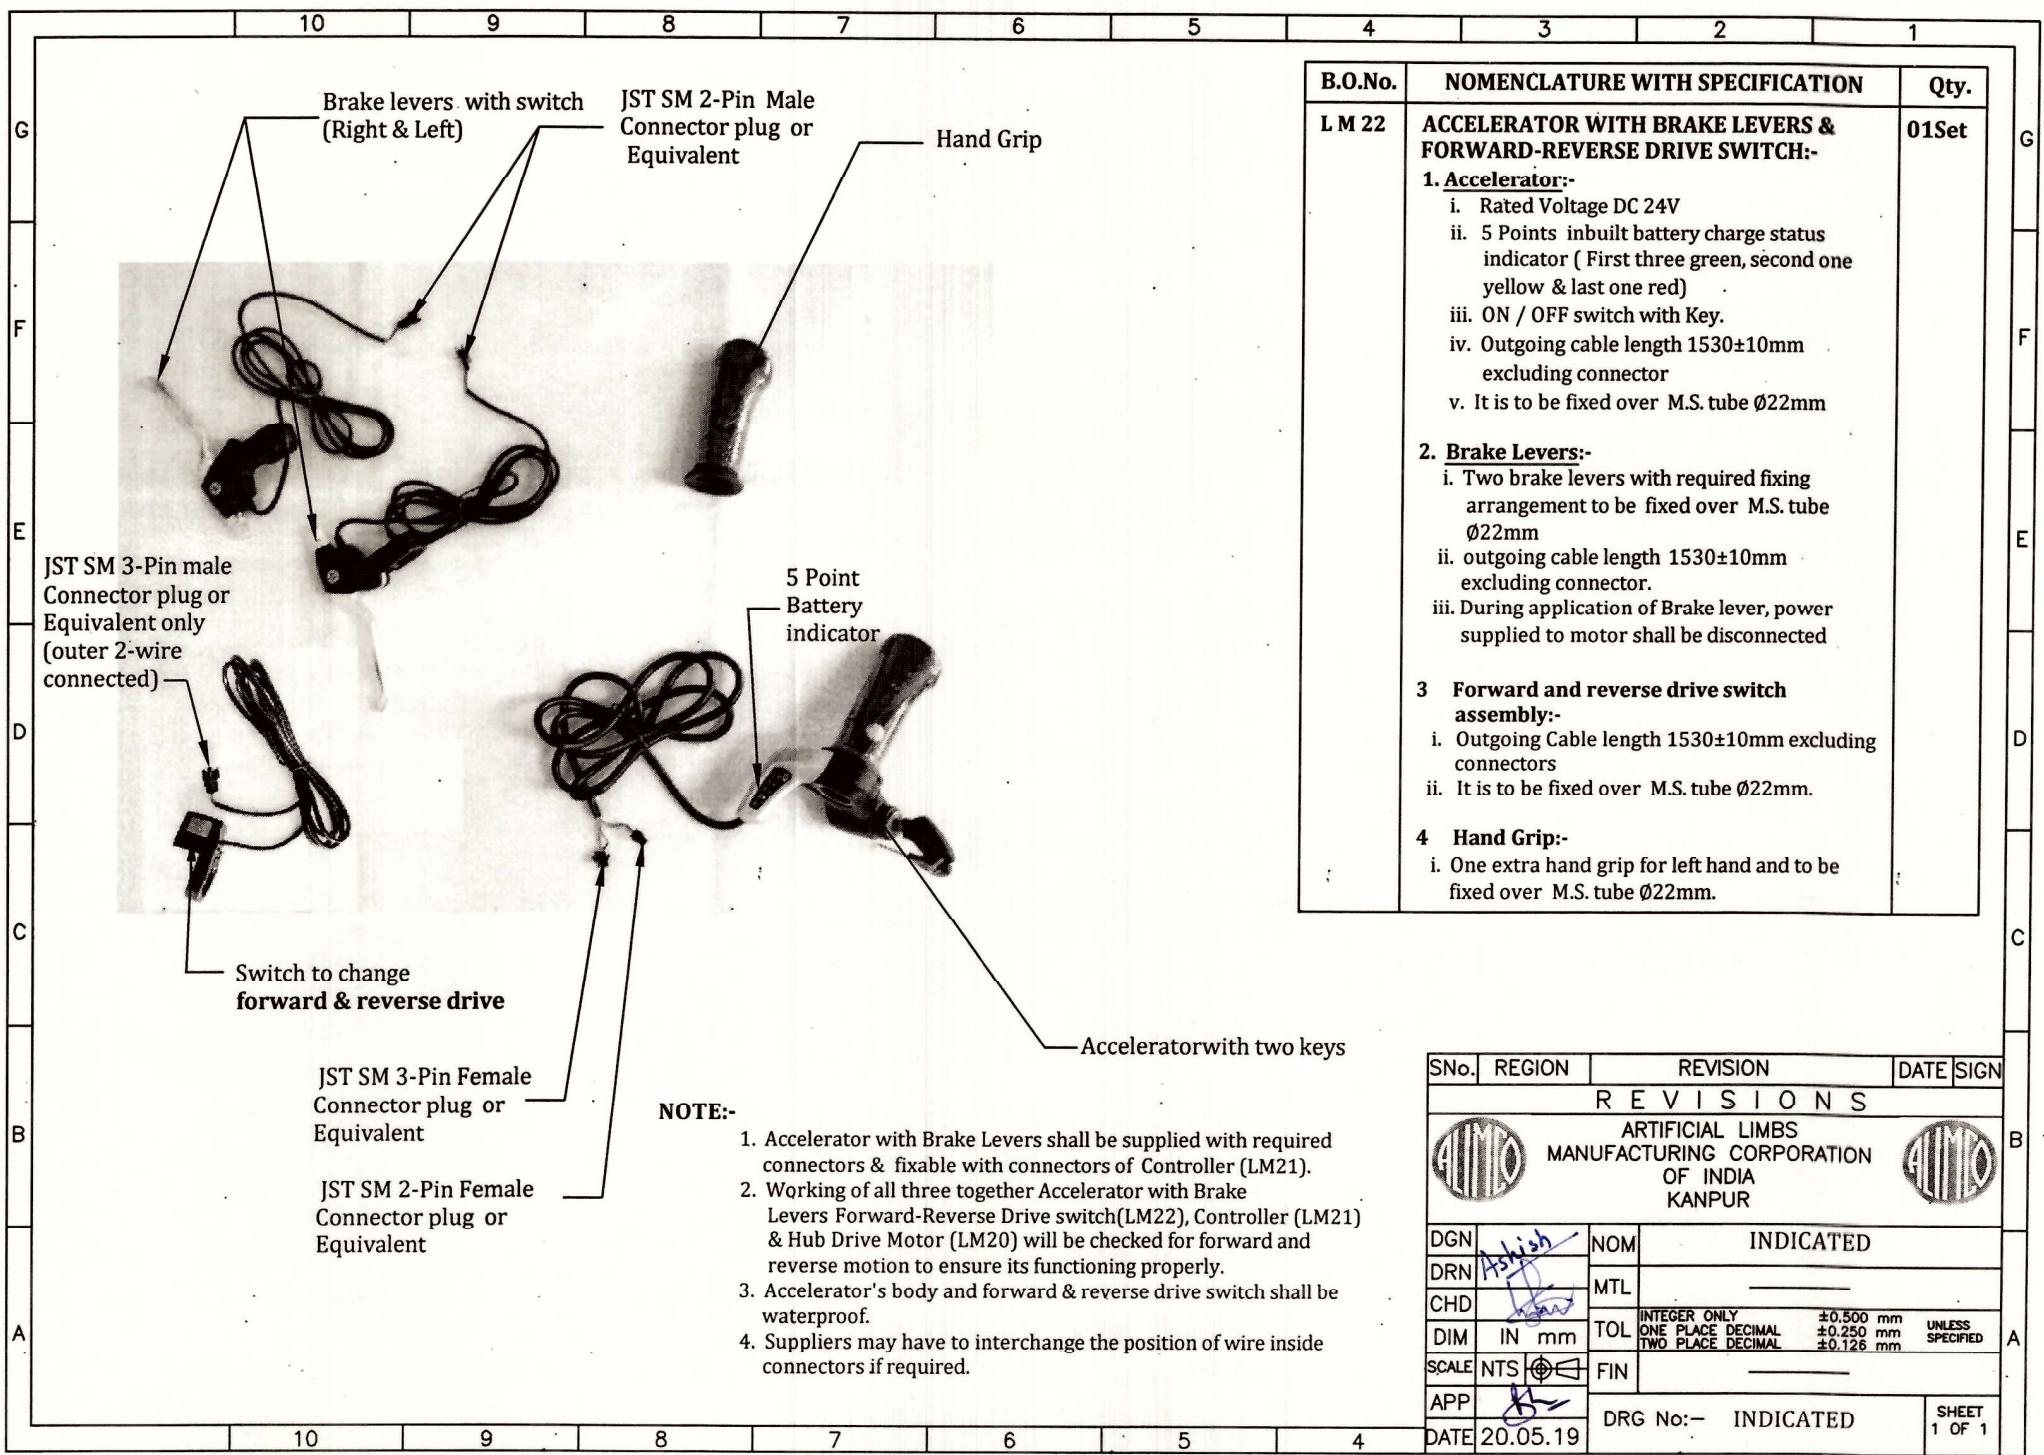 10 9 8 7 6 5 4 3 2 1
G
F
E
D
C
B
A
Brake levers with switch
(Right & Left)
JST SM 2-Pin Male
Connector plug or
Equivalent
Hand Grip
JST SM 3-Pin male
Connector plug or
Equivalent only
(outer 2-wire
connected)
5 Point
Battery
indicator
Switch to change
forward & reverse drive
Acceleratorwith two keys
JST SM 3-Pin Female
Connector plug or
Equivalent
JST SM 2-Pin Female
Connector plug or
Equivalent
NOTE:-
1. Accelerator with Brake Levers shall be supplied with required
connectors & fixable with connectors of Controller (LM21).
2. Working of all three together Accelerator with Brake
Levers Forward-Reverse Drive switch(LM22), Controller (LM21)
& Hub Drive Motor (LM20) will be checked for forward and
reverse motion to ensure its functioning properly.
3. Accelerator's body and forward & reverse drive switch shall be
waterproof.
4. Suppliers may have to interchange the position of wire inside
connectors if required.
B.O.No. NOMENCLATURE WITH SPECIFICATION Qty.
L M 22 ACCELERATOR WITH BRAKE LEVERS & 01Set
FORWARD-REVERSE DRIVE SWITCH:-
1. Accelerator:-
i. Rated Voltage DC 24V
ii. 5 Points inbuilt battery charge status
indicator ( First three green, second one
yellow & last one red)
iii. ON / OFF switch with Key.
iv. Outgoing cable length 1530±10mm
excluding connector
v. It is to be fixed over M.S. tube Ø22mm
2. Brake Levers:-
i. Two brake levers with required fixing
arrangement to be fixed over M.S. tube
Ø22mm
ii. outgoing cable length 1530±10mm
excluding connector.
iii. During application of Brake lever, power
supplied to motor shall be disconnected
3 Forward and reverse drive switch
assembly:-
i. Outgoing Cable length 1530±10mm excluding
connectors
ii. It is to be fixed over M.S. tube Ø22mm.
4 Hand Grip:-
i. One extra hand grip for left hand and to be
fixed over M.S. tube Ø22mm.
G
F
E
D
C
B
A
SNo. REGION REVISION DATE SIGN
REVISIONS
ALIMCO
ARTIFICIAL LIMBS
MANUFACTURING CORPORATION
OF INDIA
KANPUR
ALIMCO
DGN Ashish NOM INDICATED
DRN MTL
CHD
DIM IN mm TOL INTEGER ONLY ±0.500 mm UNLESS
ONE PLACE DECIMAL ±0.250 mm SPECIFIED
TWO PLACE DECIMAL ±0.126 mm
SCALE NTS FIN
APP
DATE 20.05.19 DRG No:- INDICATED SHEET
1 OF 1
10 9 8 7 6 5 4